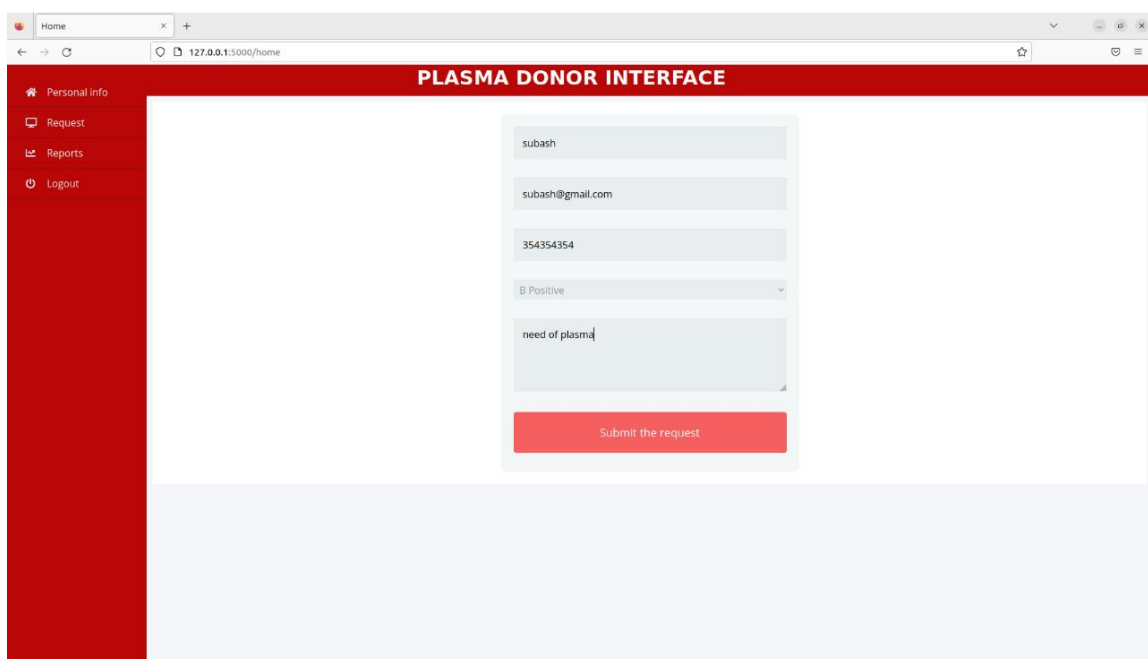 Home
127.0.0.1:5000/home
PLASMA DONOR INTERFACE
Personal info
Request
Reports
Logout
subash
subash@gmail.com
354354354
B Positive
need of plasma
Submit the request